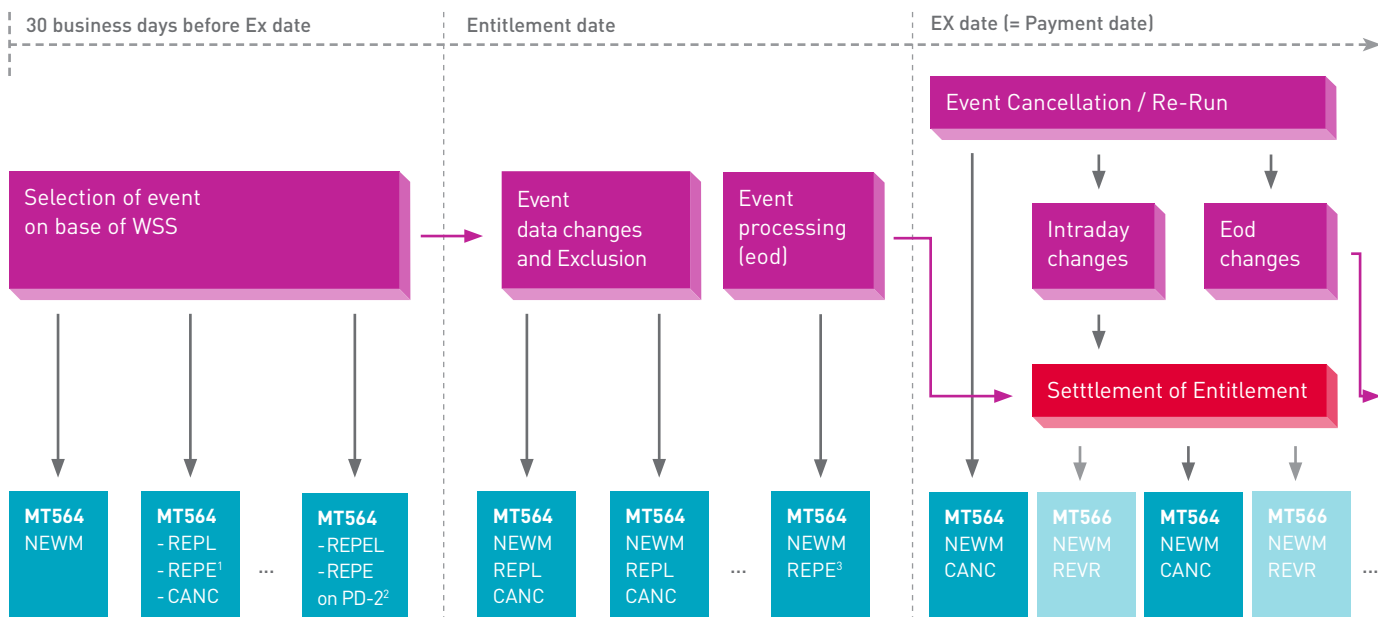 30 business days before Ex date
Entitlement date
EX date (= Payment date)
Event Cancellation / Re-Run
Selection of event
on base of WSS
Event
data changes
and Exclusion
Event
processing
(eod)
Intraday
changes
Eod
changes
Setttlement of Entitlement
MT564
NEWM
MT564
- REPL
- REPE¹
- CANC
...
MT564
- REPEL
- REPE
on PD-2²
MT564
NEWM
REPL
CANC
MT564
NEWM
REPL
CANC
...
MT564
NEWM
REPE³
MT564
NEWM
CANC
MT566
NEWM
REVR
MT564
NEWM
CANC
MT566
NEWM
REVR
...